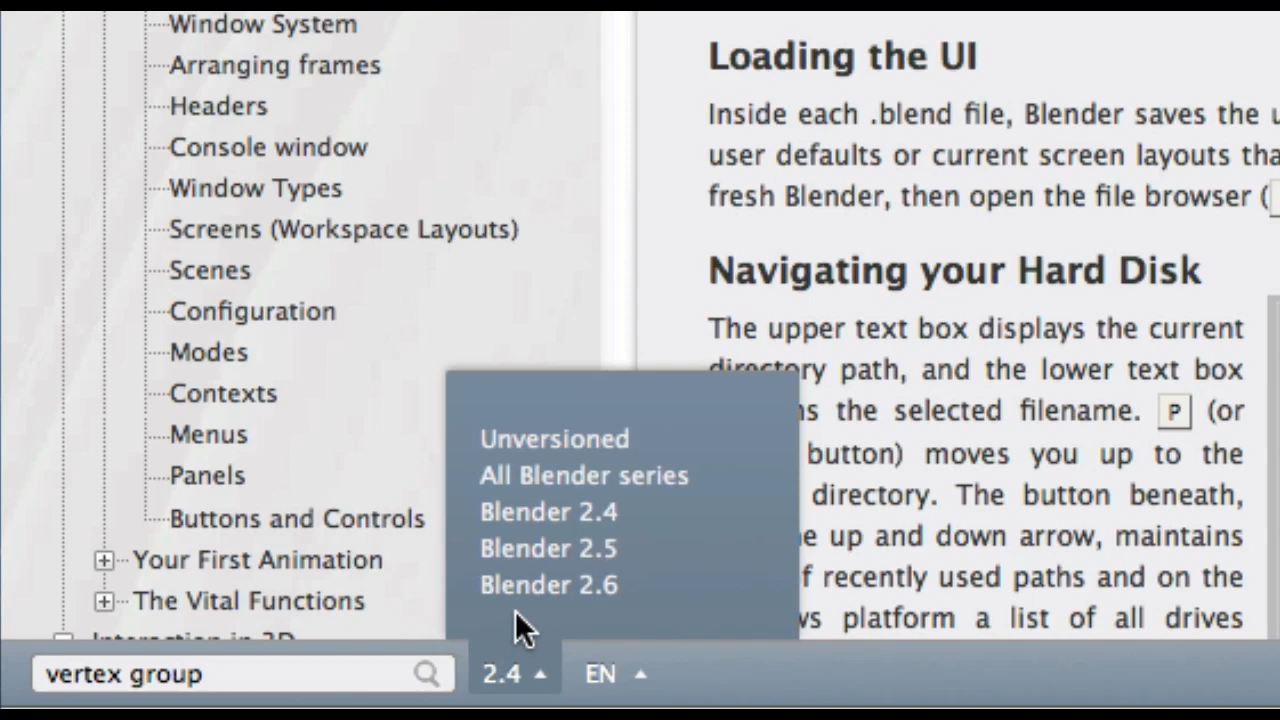 Window System
Arranging frames
Headers
Console window
Window Types
Screens (Workspace Layouts)
Scenes
Configuration
Modes
Contexts
Menus
Panels
Buttons and Controls
Your First Animation
The Vital Functions
Interaction in 3D
Loading the UI
Inside each .blend file, Blender saves the
user defaults or current screen layouts
fresh Blender, then open the file browser (
Navigating your Hard Disk
The upper text box displays the current
directory path, and the lower text box
the selected filename. P (or
button) moves you up to the
directory. The button beneath,
up and down arrow, maintains
of recently used paths and on the
platform a list of all drives
Unversioned
All Blender series
Blender 2.4
Blender 2.5
Blender 2.6
vertex group
2.4
EN